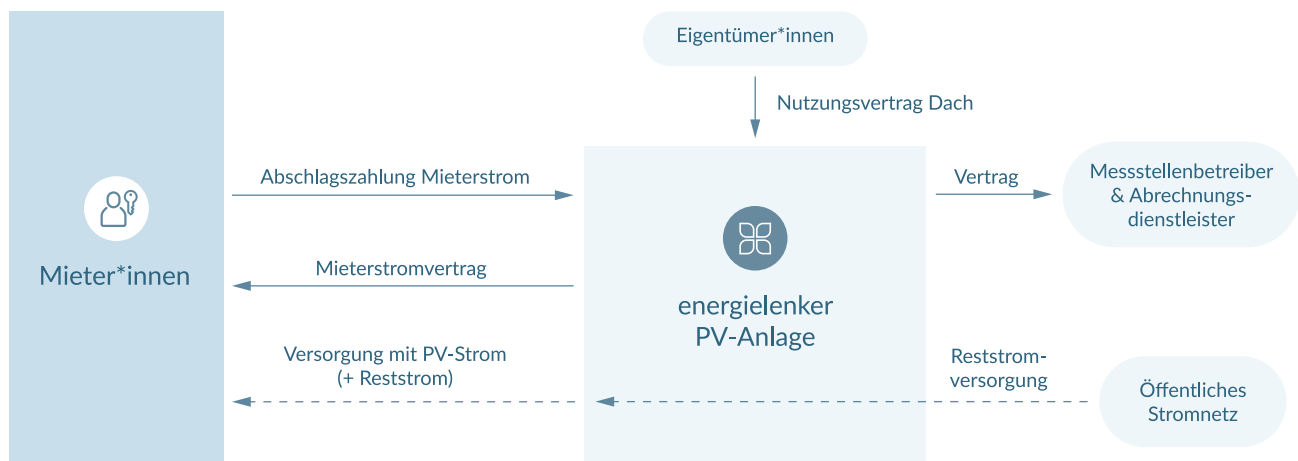 Eigentümer*innen
Nutzungsvertrag Dach
Abschlagszahlung Mieterstrom
Vertrag
Messstellenbetreiber
& Abrechnungs-
dienstleister
Mieter*innen
Mieterstromvertrag
energielenker
PV-Anlage
Versorgung mit PV-Strom
(+ Reststrom)
Reststrom-
versorgung
Öffentliches
Stromnetz